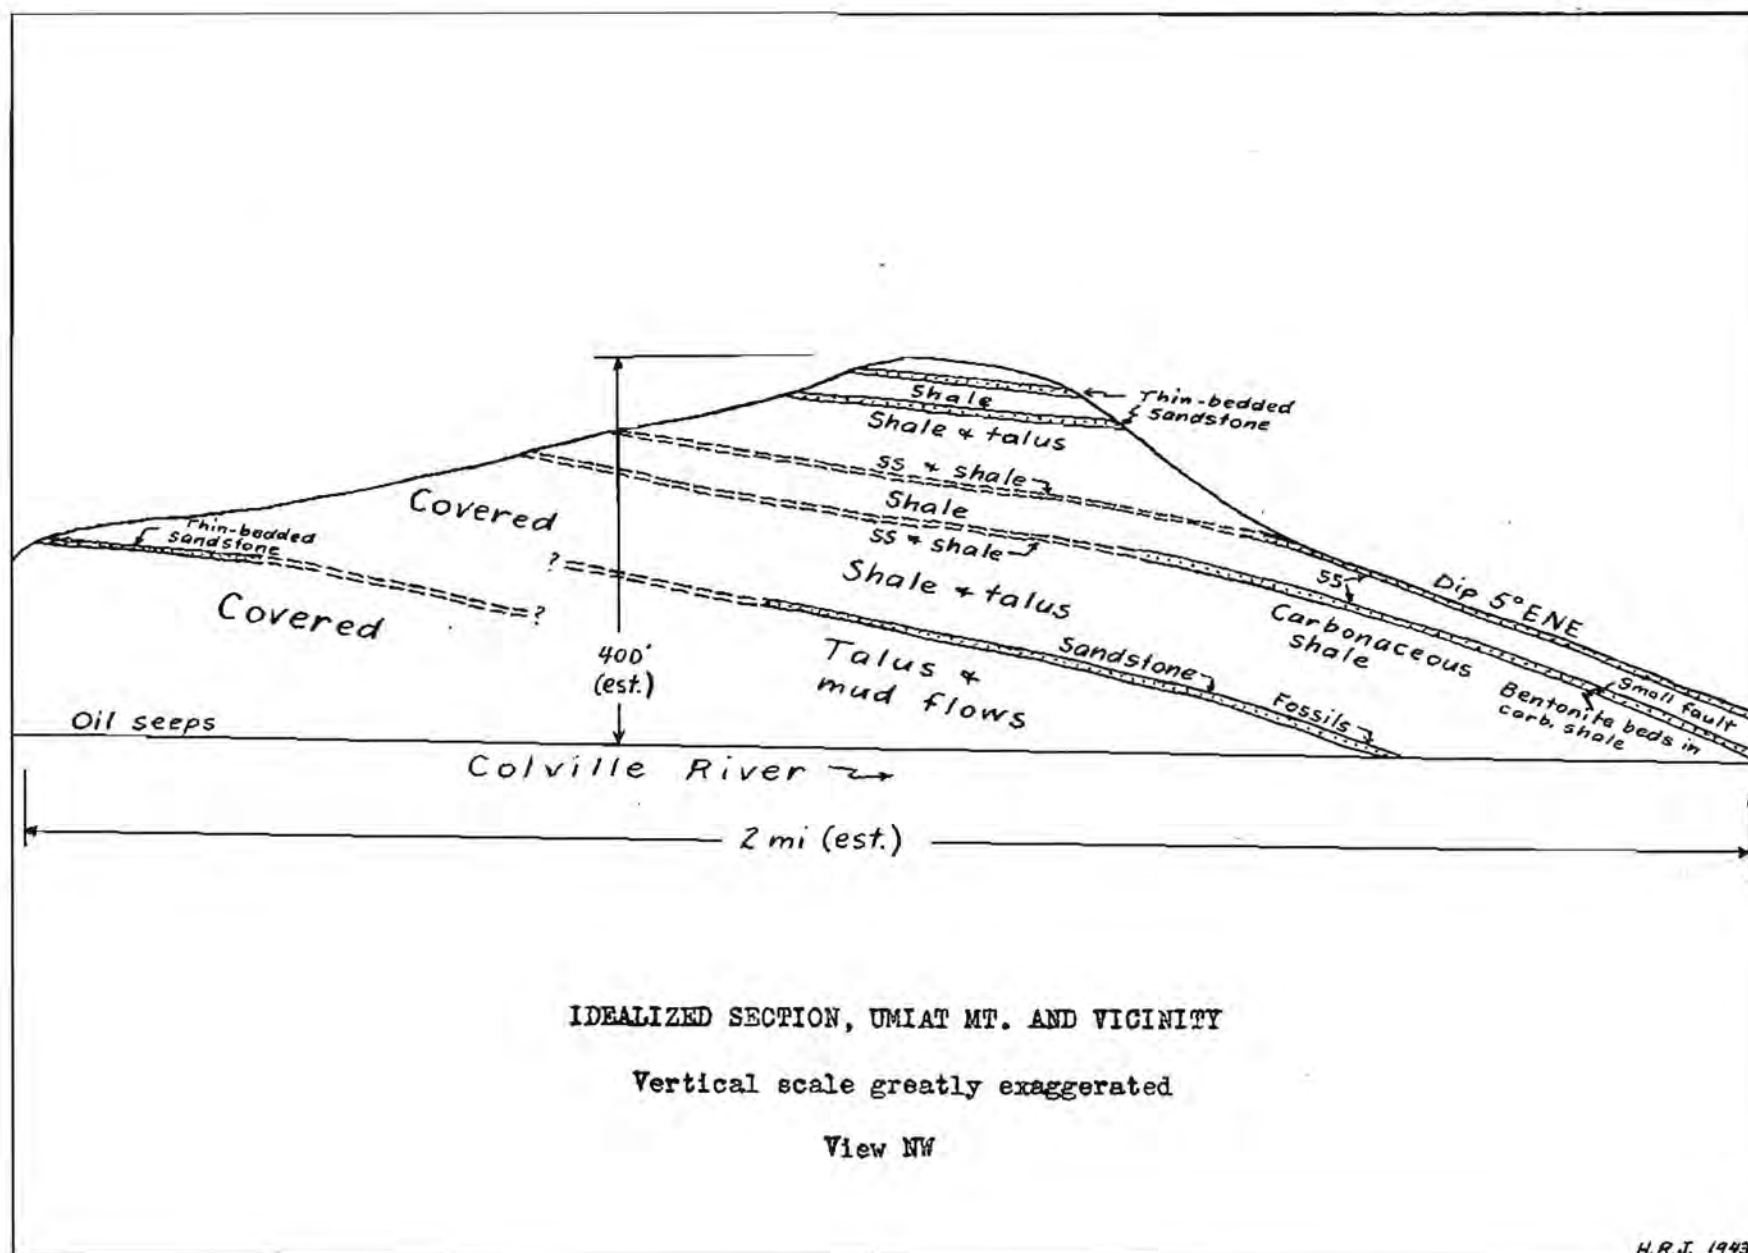 Thin-bedded
sandstone
Shale
Shale & talus
ss & shale
Shale
ss & shale
Covered
Thin-bedded
sandstone
?
Shale & talus
ss
Dip 5° ENE
Covered
?
Carbonaceous
shale
400'
(est.)
Talus &
mud flows
Sandstone
Fossils
Small fault
Bentonite beds in
carb. shale
Oil seeps
Colville River
2 mi (est.)
IDEALIZED SECTION, UMIAT MT. AND VICINITY
Vertical scale greatly exaggerated
View NW
H.R.J.